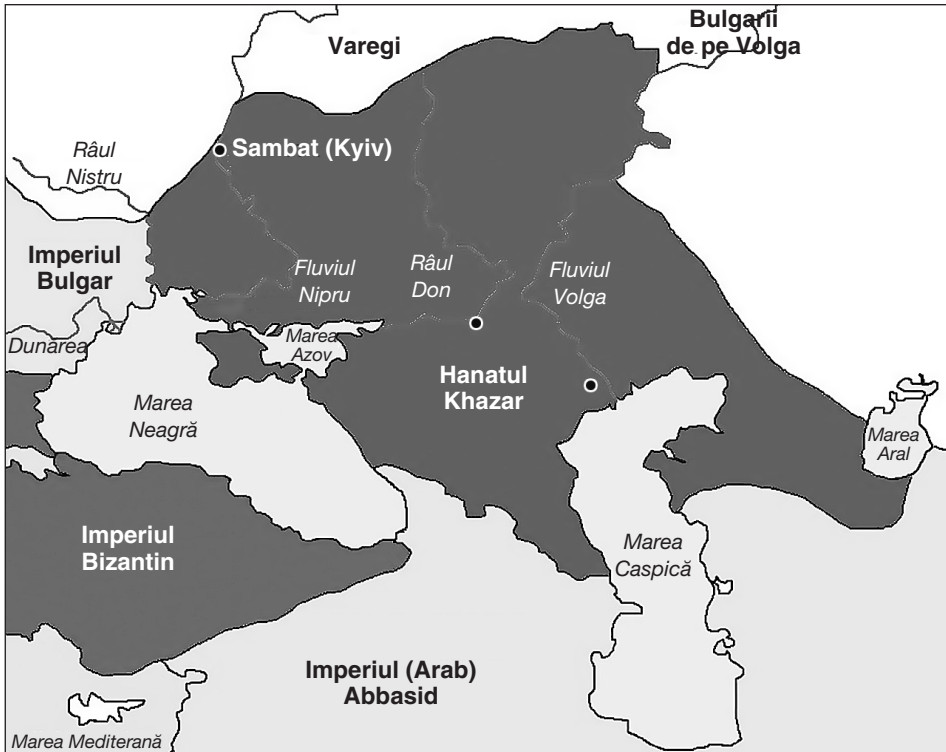 Bulgarii
de pe Volga
Varegi
Sambat (Kyiv)
Râul
Nistru
Imperiul
Bulgar
Fluviul
Nipru
Râul
Don
Fluviul
Volga
Dunărea
Marea
Azov
Hanatul
Khazar
Marea
Neagră
Marea
Aral
Imperiul
Bizantin
Marea
Caspică
Imperiul (Arab)
Abbasid
Marea Mediterană